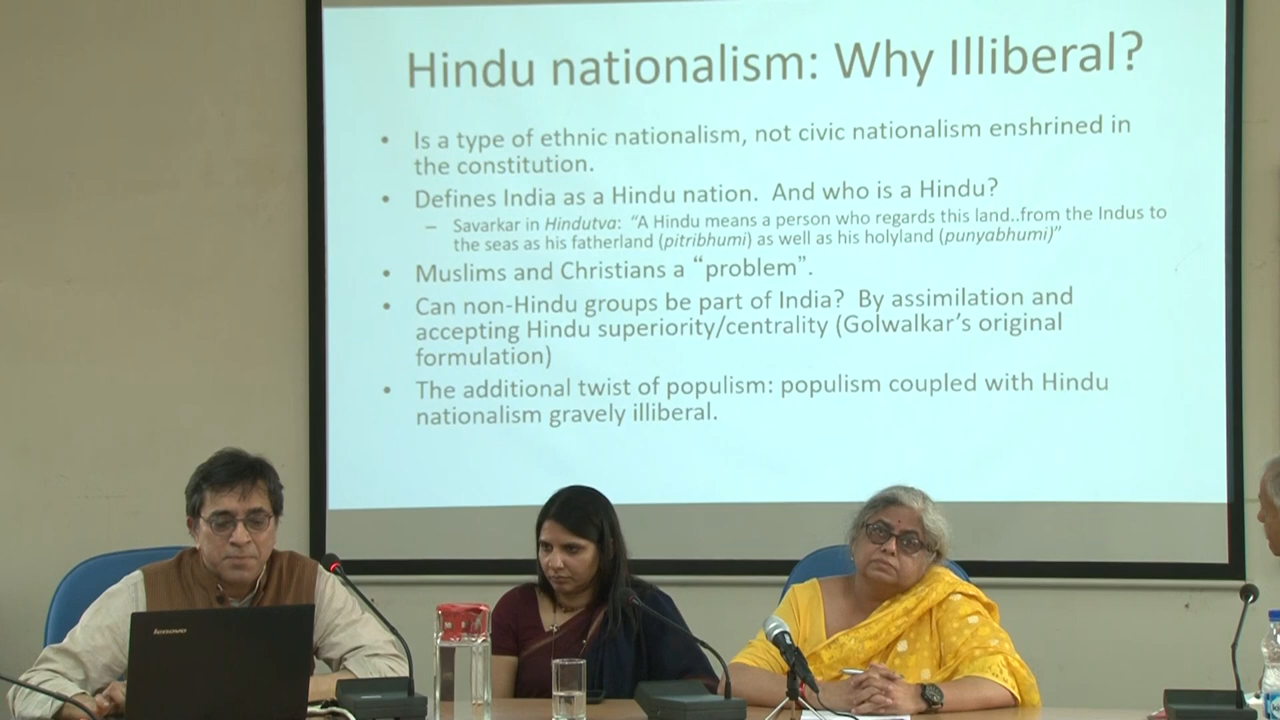 Hindu nationalism: Why Illiberal?
• Is a type of ethnic nationalism, not civic nationalism enshrined in
the constitution.
• Defines India as a Hindu nation.  And who is a Hindu?
– Savarkar in Hindutva:  “A Hindu means a person who regards this land..from the Indus to
the seas as his fatherland (pitribhumi) as well as his holyland (punyabhumi)”
• Muslims and Christians a “problem”.
• Can non-Hindu groups be part of India?  By assimilation and
accepting Hindu superiority/centrality (Golwalkar’s original
formulation)
• The additional twist of populism: populism coupled with Hindu
nationalism gravely illiberal.
lenovo